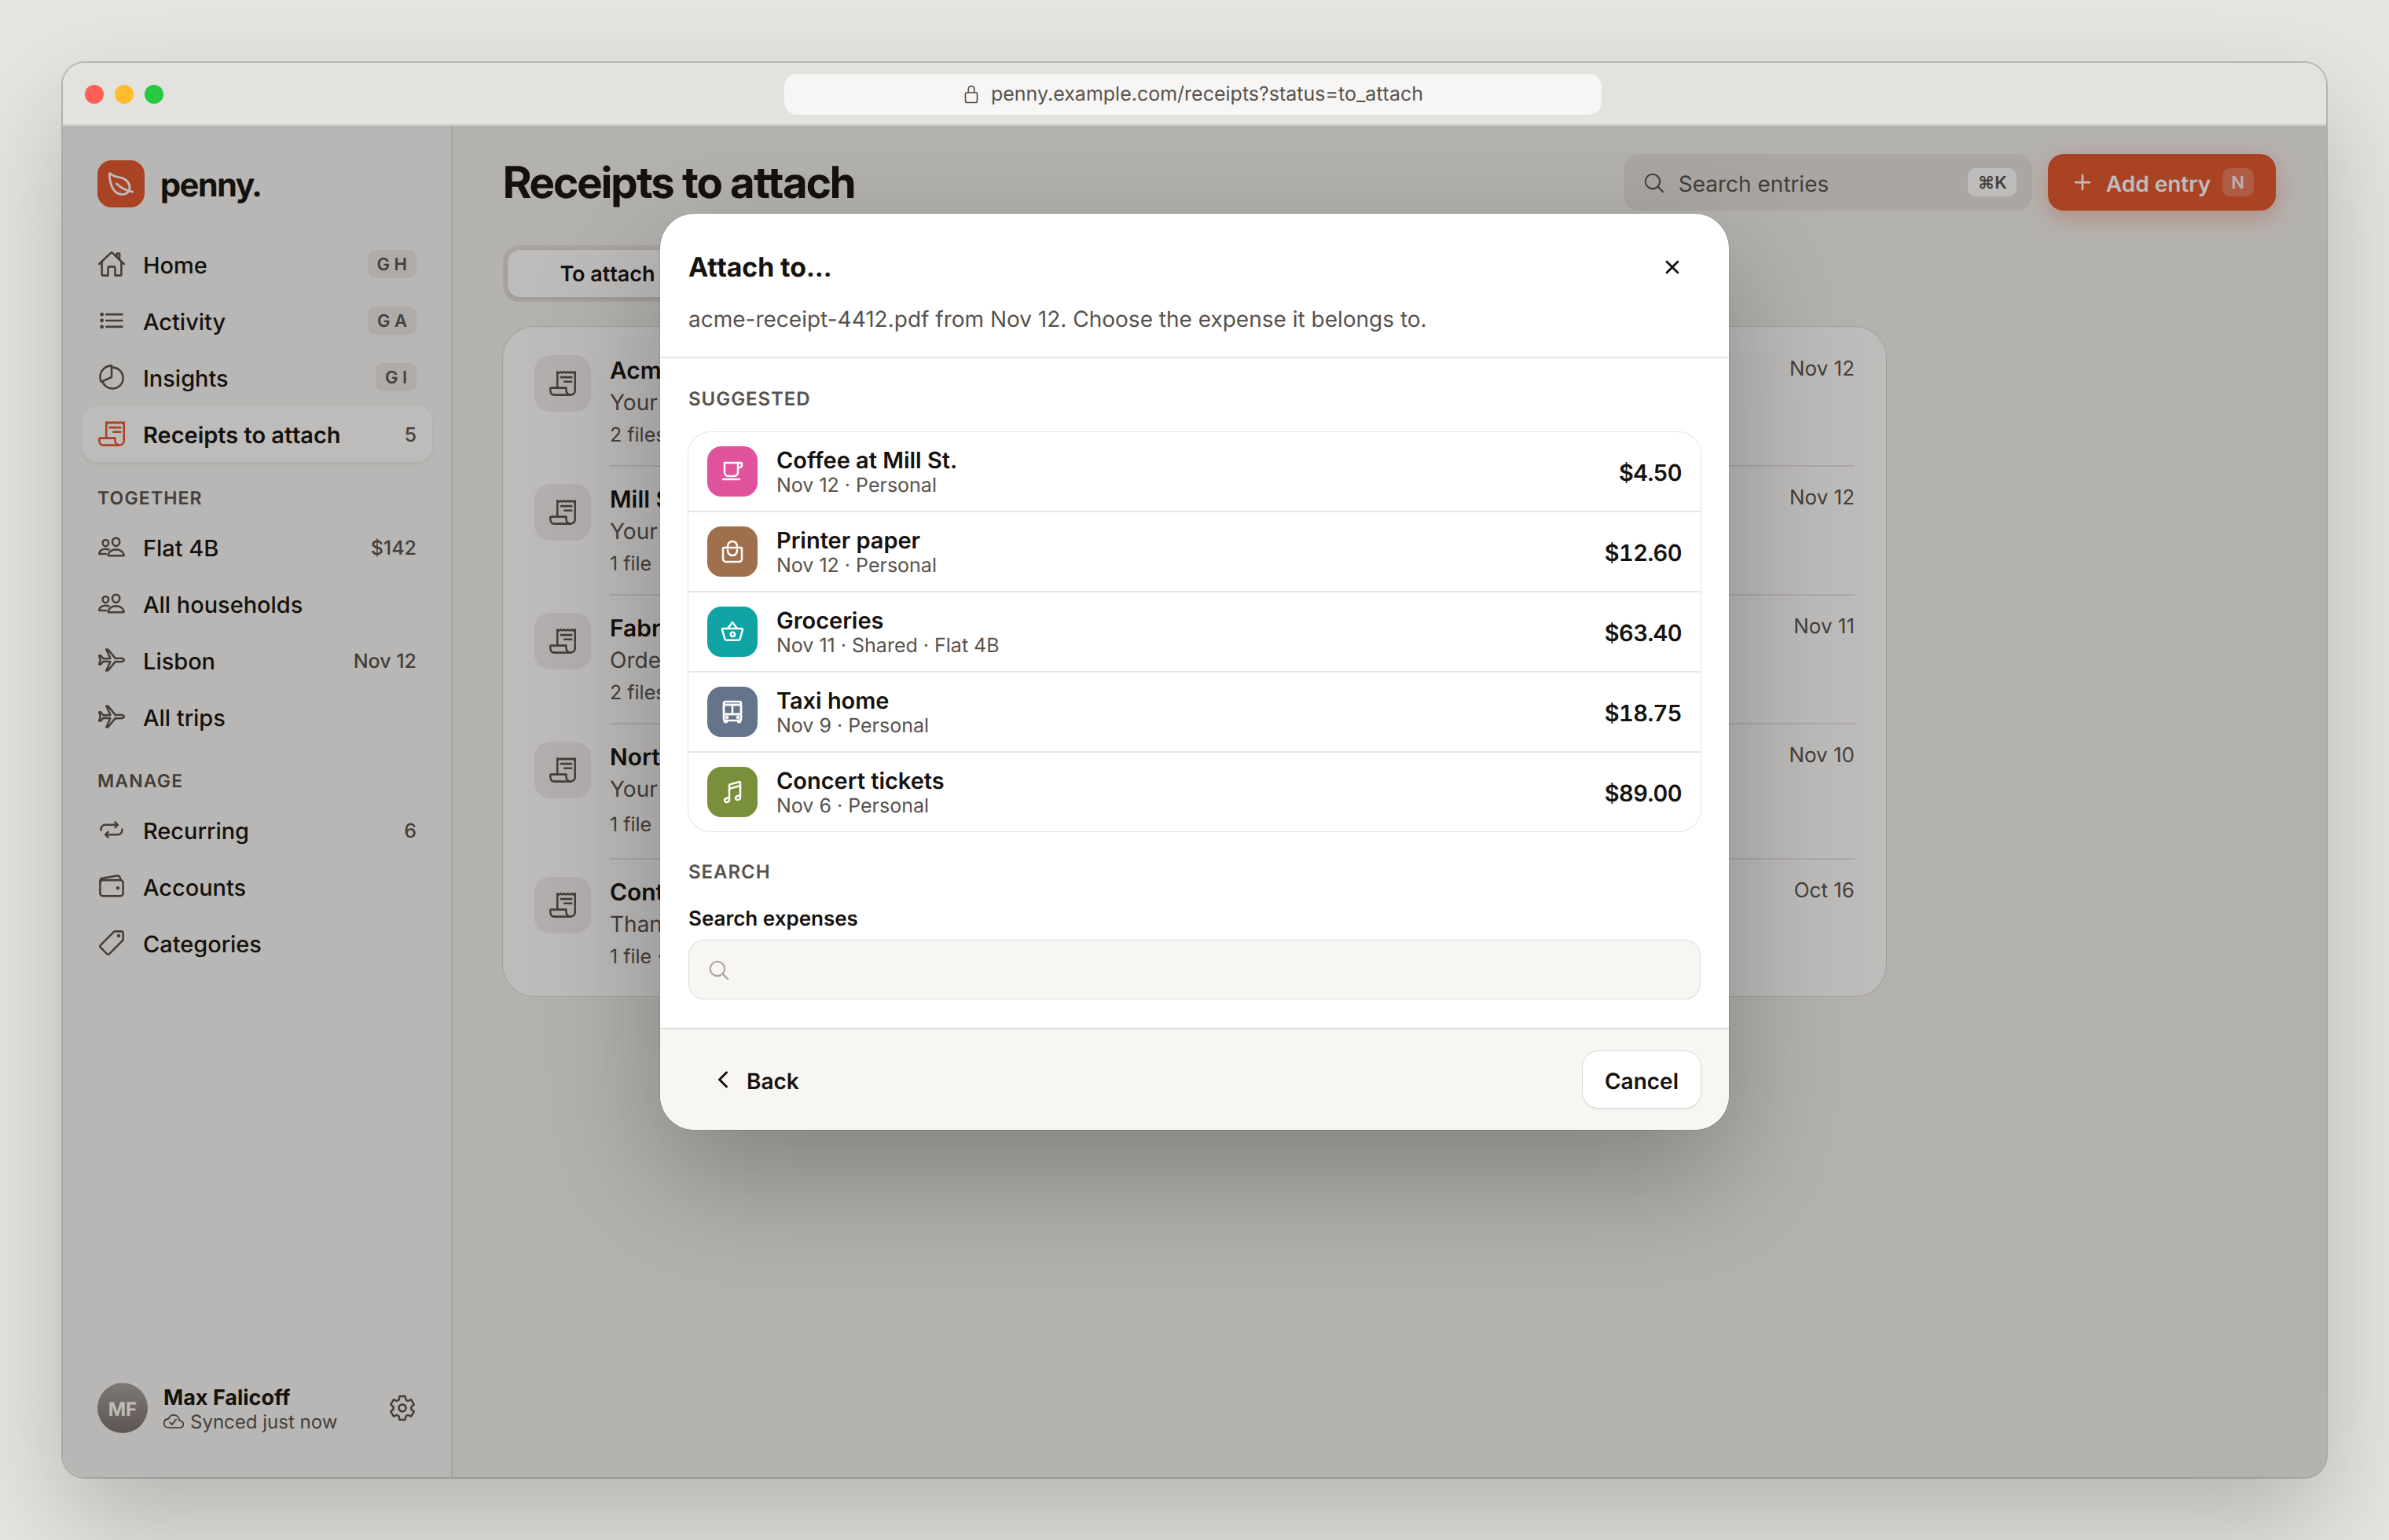 penny.example.com/receipts?status=to_attach
penny.
Receipts to attach
Search entries ⌘K
+ Add entry N
Home G H
Activity G A
Insights G I
Receipts to attach 5
TOGETHER
Flat 4B $142
All households
Lisbon Nov 12
All trips
MANAGE
Recurring 6
Accounts
Categories
MF
Max Falicoff
Synced just now
To attach
Nov 12
Your
2 files
Mill
Nov 12
Your
1 file
Nov 11
2 files
Nov 10
Your
1 file
Oct 16
1 file
Attach to...
acme-receipt-4412.pdf from Nov 12. Choose the expense it belongs to.
SUGGESTED
Coffee at Mill St.
Nov 12 · Personal
$4.50
Printer paper
Nov 12 · Personal
$12.60
Groceries
Nov 11 · Shared · Flat 4B
$63.40
Taxi home
Nov 9 · Personal
$18.75
Concert tickets
Nov 6 · Personal
$89.00
SEARCH
Search expenses
Back
Cancel